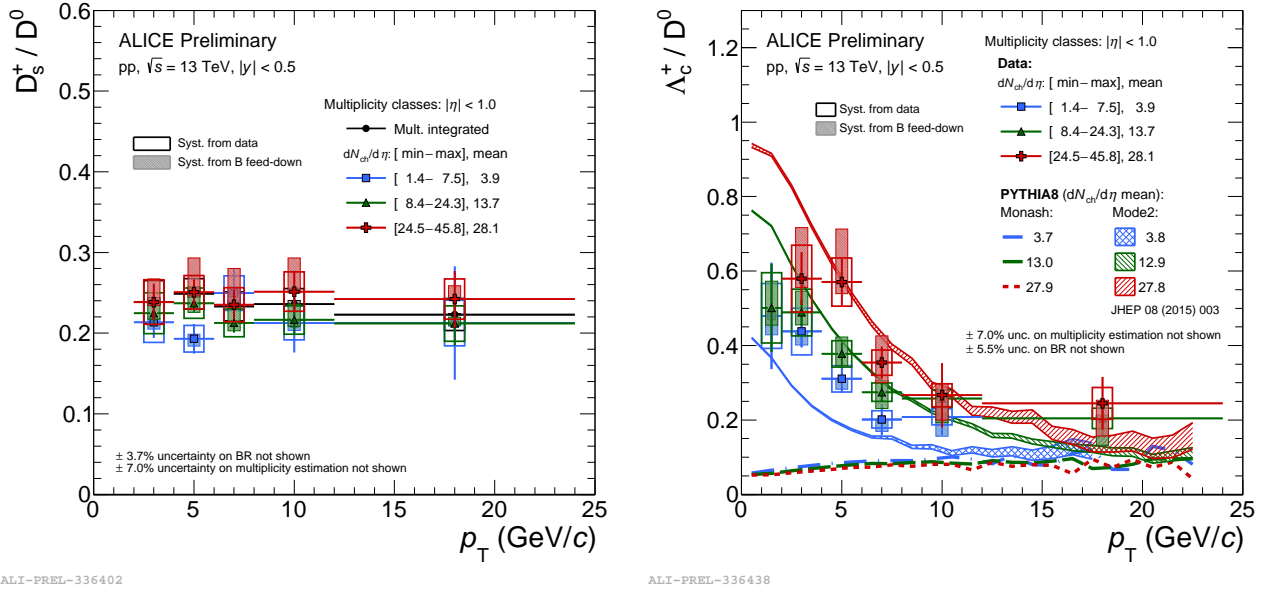 D_s^+ / D^0
0.6
0.5
0.4
0.3
0.2
0.1
0
ALICE Preliminary
pp, √s = 13 TeV, |y| < 0.5
Multiplicity classes: |η| < 1.0
Mult. integrated
dN_ch/dη: [ min−max], mean
[ 1.4− 7.5], 3.9
[ 8.4−24.3], 13.7
[24.5−45.8], 28.1
Syst. from data
Syst. from B feed-down
± 3.7% uncertainty on BR not shown
± 7.0% uncertainty on multiplicity estimation not shown
0 5 10 15 20 25
p_T (GeV/c)
ALI-PREL-336402
Λ_c^+ / D^0
1.2
1
0.8
0.6
0.4
0.2
0
ALICE Preliminary
pp, √s = 13 TeV, |y| < 0.5
Syst. from data
Syst. from B feed-down
Multiplicity classes: |η| < 1.0
Data:
dN_ch/dη: [ min−max], mean
[ 1.4− 7.5], 3.9
[ 8.4−24.3], 13.7
[24.5−45.8], 28.1
PYTHIA8 (dN_ch/dη mean):
Monash: Mode2:
3.7 3.8
13.0 12.9
27.9 27.8
JHEP 08 (2015) 003
± 7.0% unc. on multiplicity estimation not shown
± 5.5% unc. on BR not shown
0 5 10 15 20 25
p_T (GeV/c)
ALI-PREL-336438